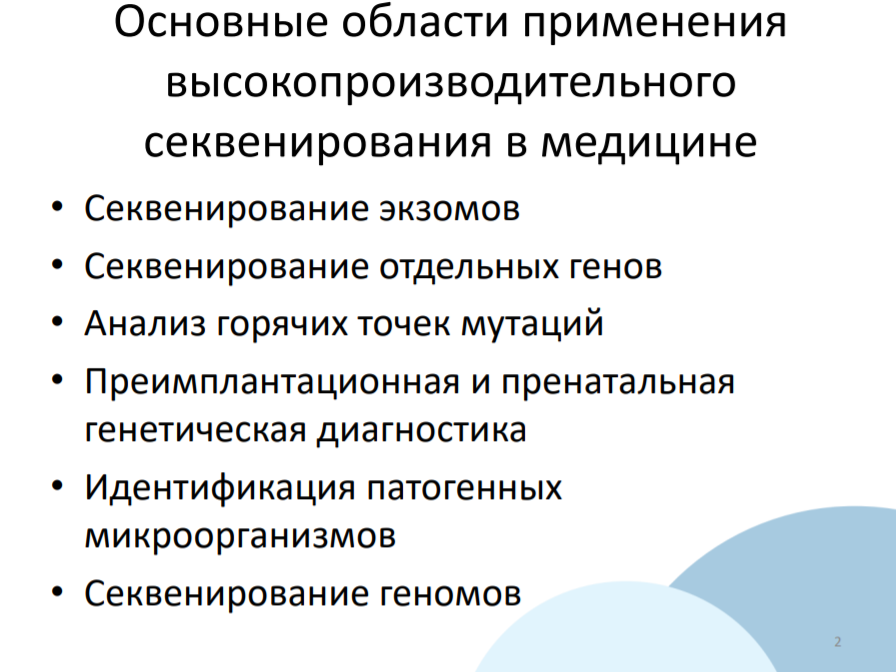 Основные области применения
высокопроизводительного
секвенирования в медицине
• Секвенирование экзомов
• Секвенирование отдельных генов
• Анализ горячих точек мутаций
• Преимплантационная и пренатальная
генетическая диагностика
• Идентификация патогенных
микроорганизмов
• Секвенирование геномов
2